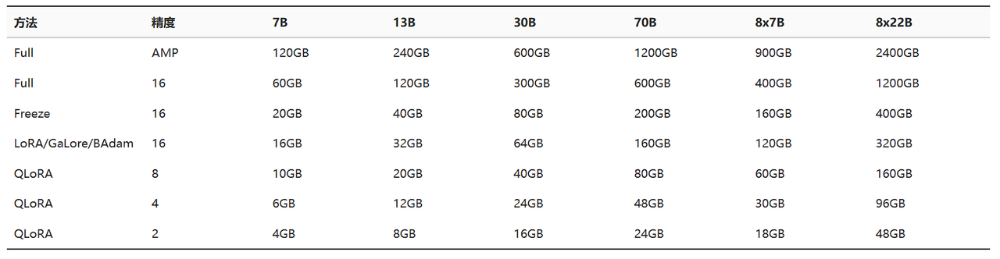 方法 精度 7B 13B 30B 70B 8x7B 8x22B
Full AMP 120GB 240GB 600GB 1200GB 900GB 2400GB
Full 16 60GB 120GB 300GB 600GB 400GB 1200GB
Freeze 16 20GB 40GB 80GB 200GB 160GB 400GB
LoRA/GaLore/BAdam 16 16GB 32GB 64GB 160GB 120GB 320GB
QLoRA 8 10GB 20GB 40GB 80GB 60GB 160GB
QLoRA 4 6GB 12GB 24GB 48GB 30GB 96GB
QLoRA 2 4GB 8GB 16GB 24GB 18GB 48GB